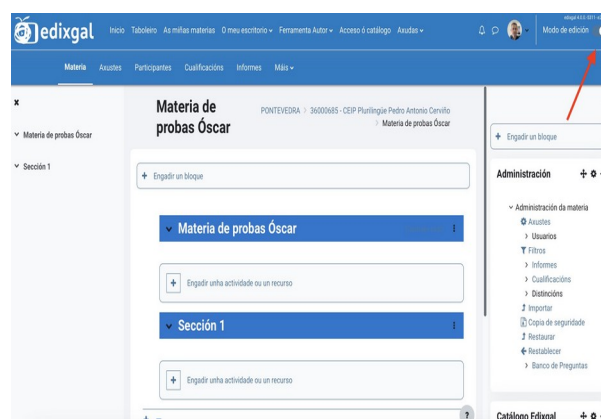 edixgal
Inicio Taboleiro As miñas materias O meu escritorio Ferramenta Autor Acceso ó catálogo Axudas
Modo de edición
Materia Axustes Participantes Cualificacións Informes Máis
x
Materia de probas Óscar
Sección 1
Materia de
probas Óscar
PONTEVEDRA > 36000685 - CEIP Plurilingüe Pedro Antonio Cerviño
> Materia de probas Óscar
+ Engadir un bloque
Materia de probas Óscar
+ Engadir unha actividade ou un recurso
Sección 1
+ Engadir unha actividade ou un recurso
?
+ Engadir un bloque
Administración
Administración da materia
Axustes
> Usuarios
Filtros
> Informes
> Cualificacións
> Distincións
Importar
Copia de seguridade
Restaurar
Restablecer
> Banco de Preguntas
Catálogo Edixgal